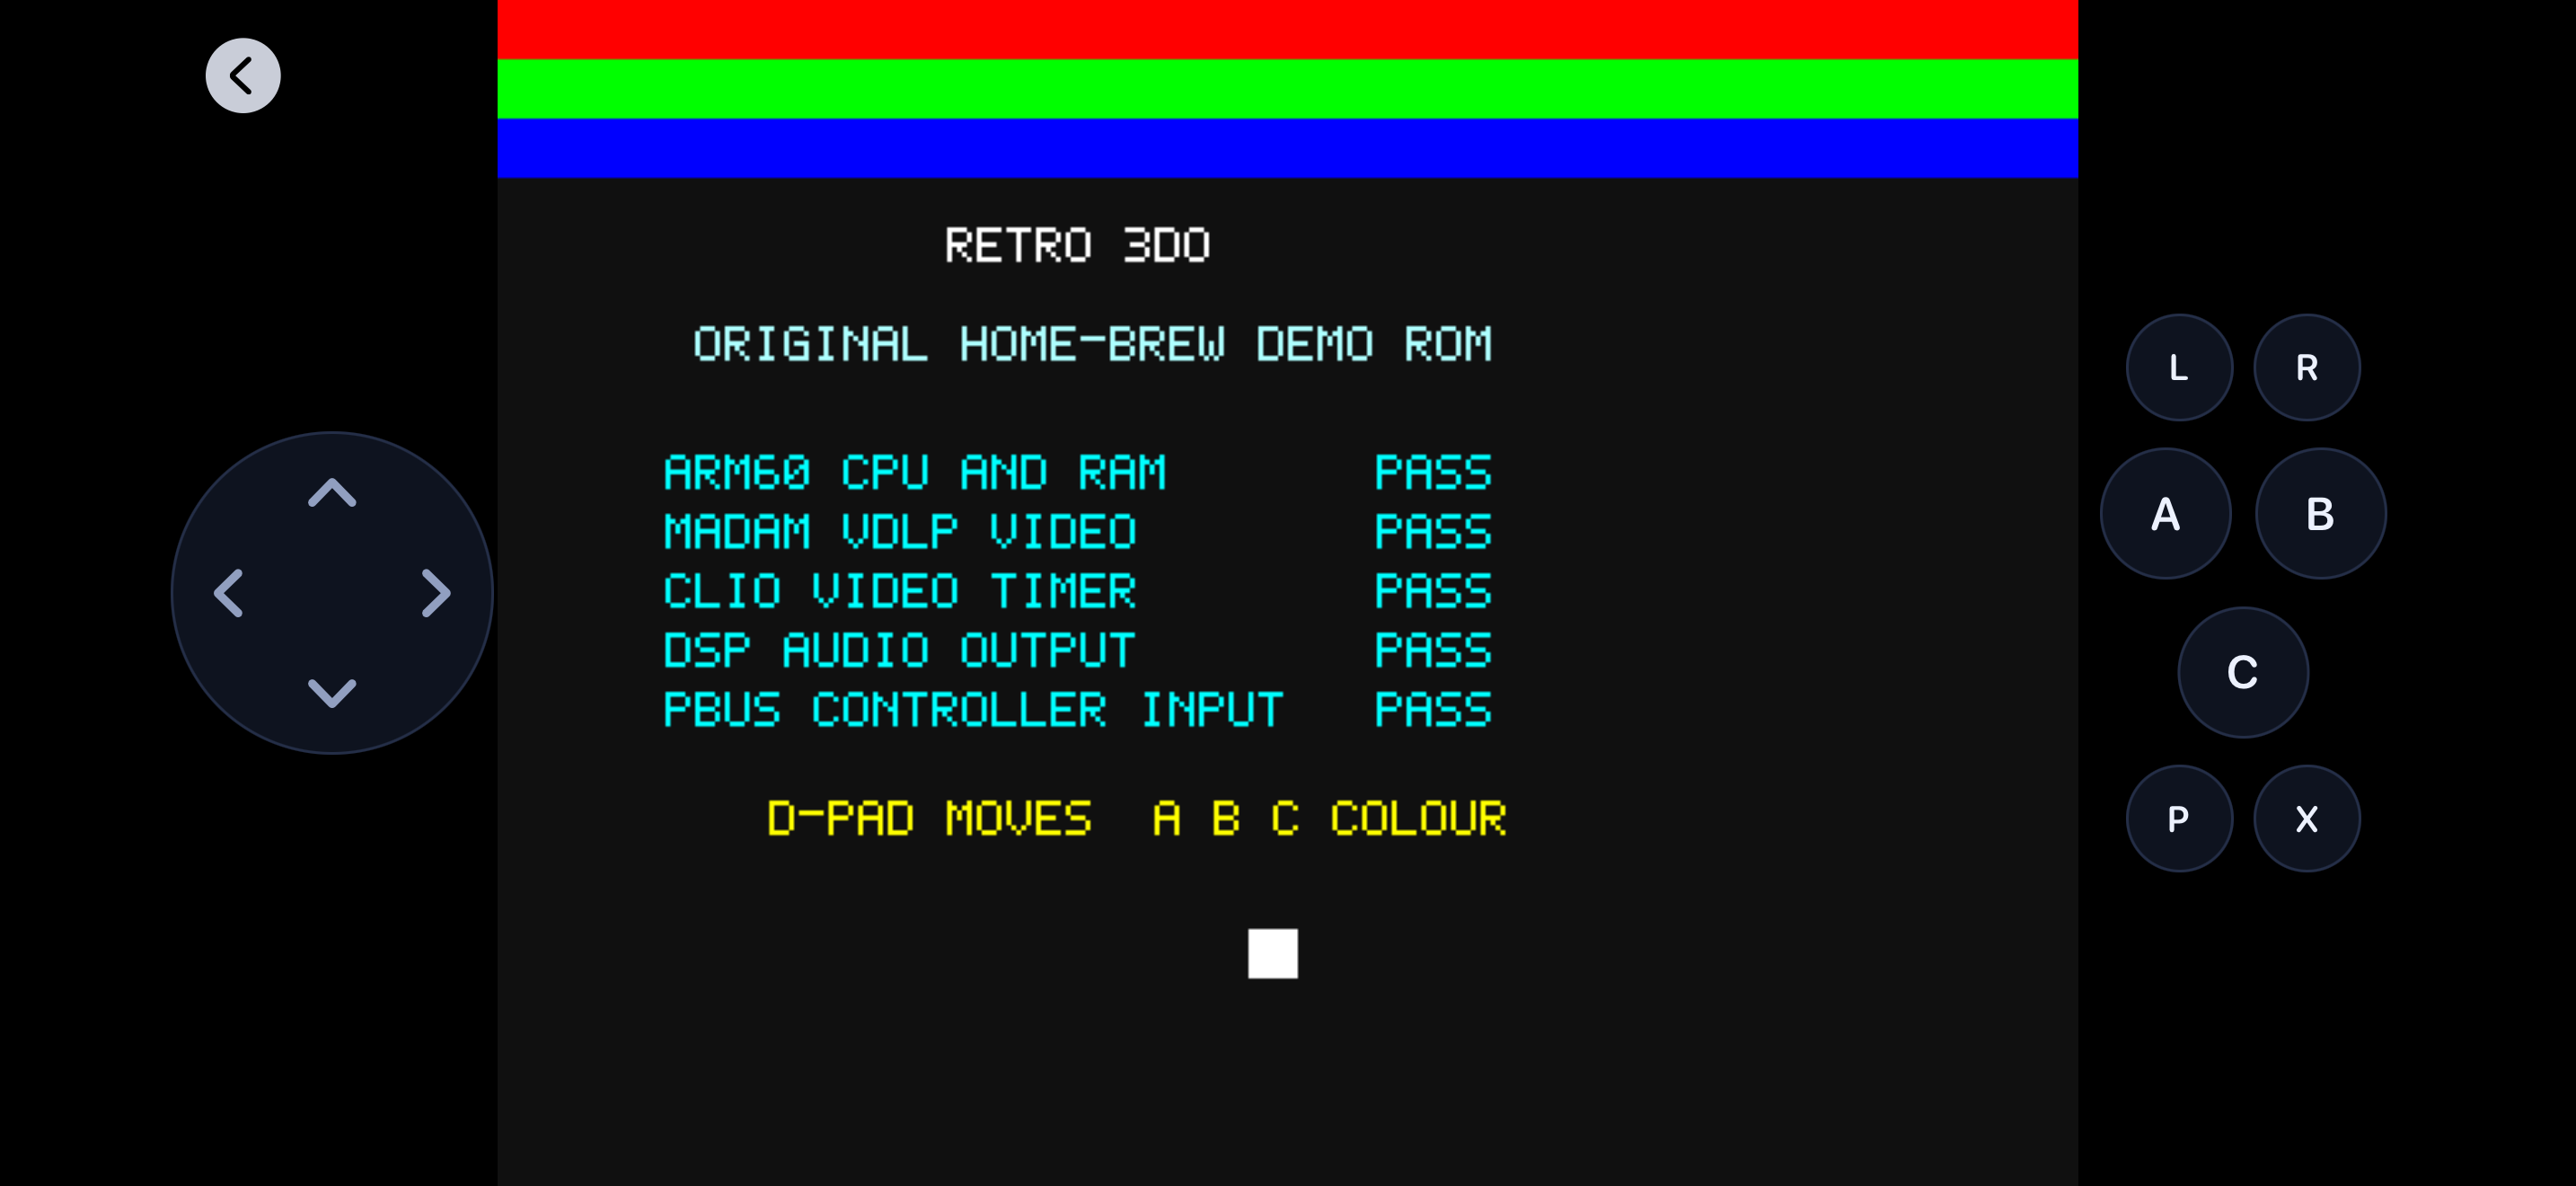 RETRO 3DO
ORIGINAL HOME-BREW DEMO ROM
ARM60 CPU AND RAM PASS
MADAM VDLP VIDEO PASS
CLIO VIDEO TIMER PASS
DSP AUDIO OUTPUT PASS
PBUS CONTROLLER INPUT PASS
D-PAD MOVES A B C COLOUR
L R
A B
C
P X